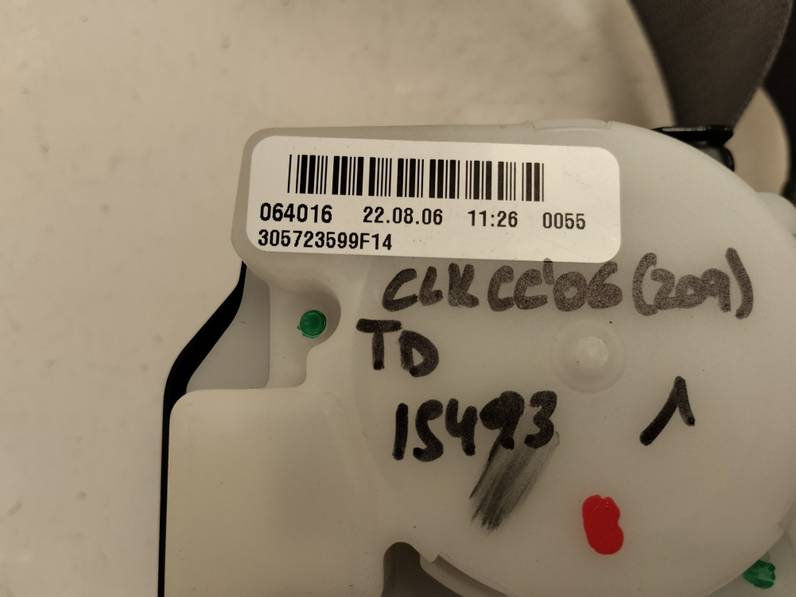 064016 22.08.06 11:26 0055
305723599F14
CLK CC'06 (209)
TD
15493 1